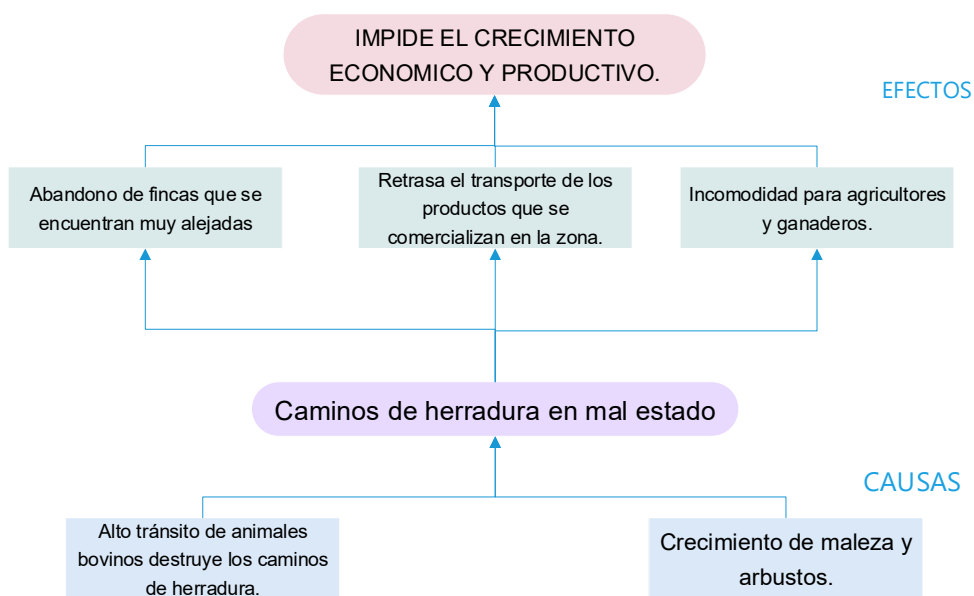 IMPIDE EL CRECIMIENTO
ECONOMICO Y PRODUCTIVO.
EFECTOS
Abandono de fincas que se
encuentran muy alejadas
Retrasa el transporte de los
productos que se
comercializan en la zona.
Incomodidad para agricultores
y ganaderos.
Caminos de herradura en mal estado
CAUSAS
Alto tránsito de animales
bovinos destruye los caminos
de herradura.
Crecimiento de maleza y
arbustos.